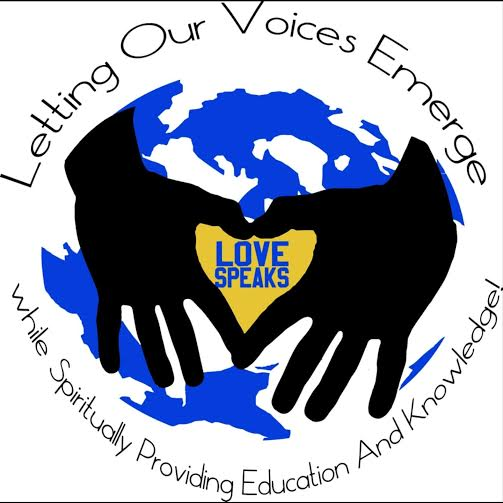 Letting Our Voices Emerge
LOVE
SPEAKS
while Spiritually Providing Education And Knowledge!